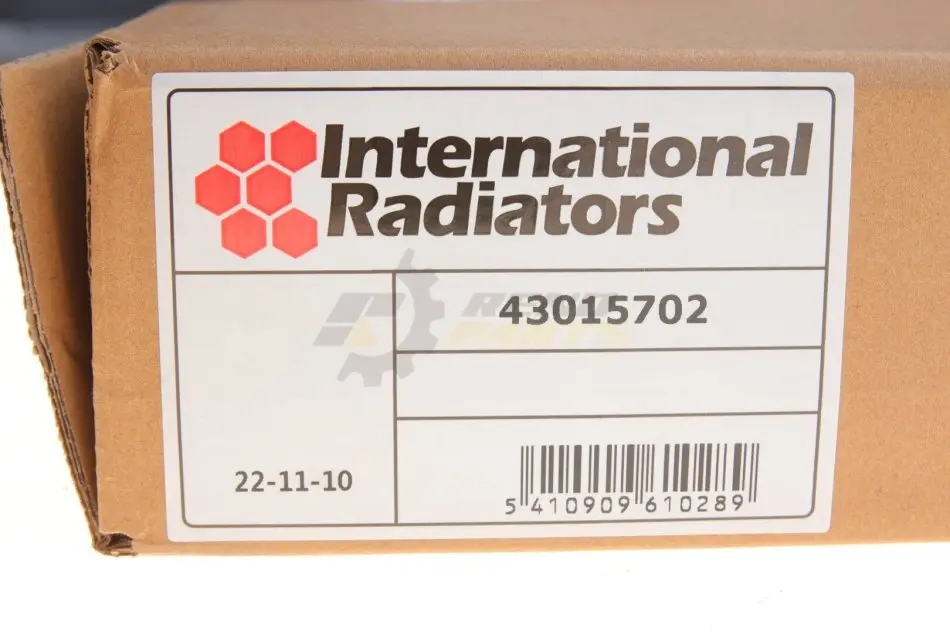 International
Radiators
43015702
22-11-10
5 410909 610289